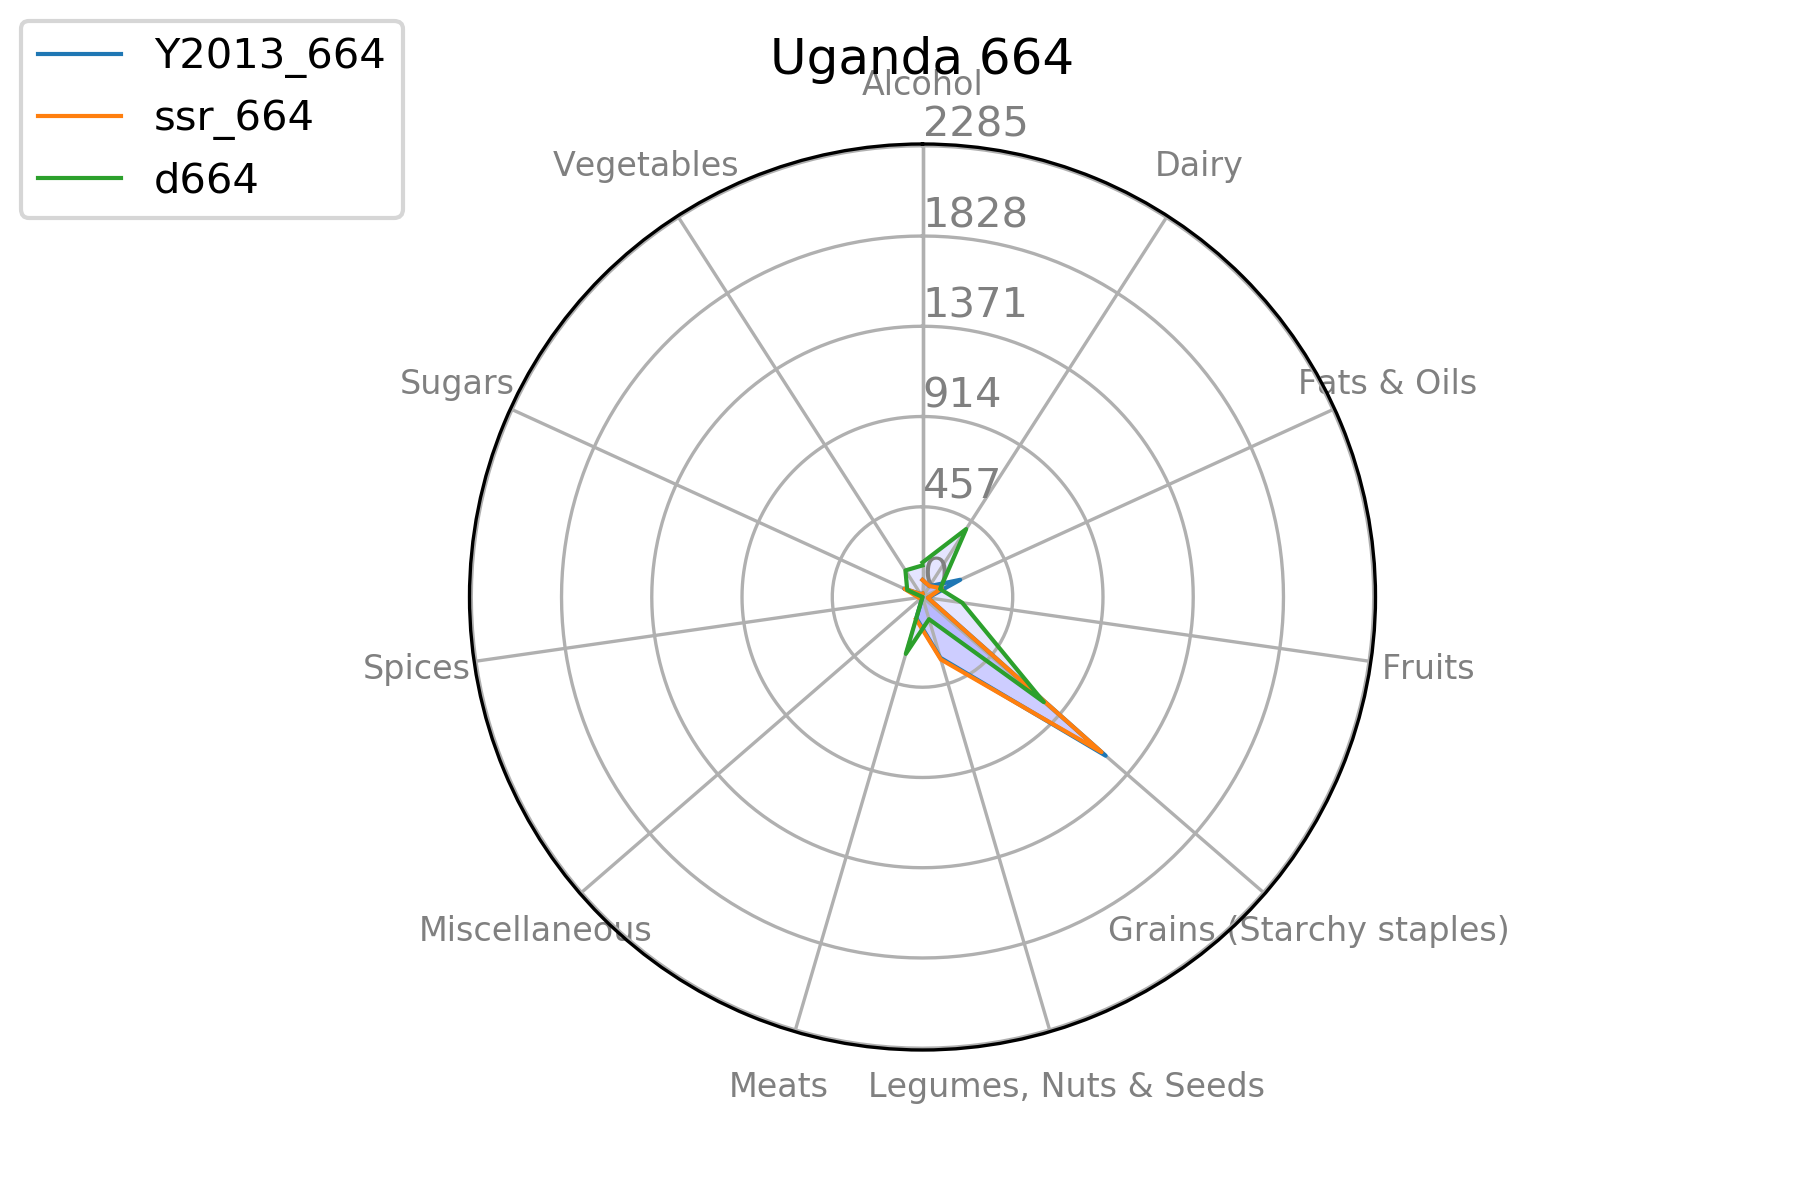 Y2013_664
ssr_664
d664
Uganda 664
Alcohol
2285
Vegetables
Dairy
1828
1371
Sugars
Fats & Oils
914
457
0
Spices
Fruits
Miscellaneous
Grains (Starchy staples)
Meats
Legumes, Nuts & Seeds